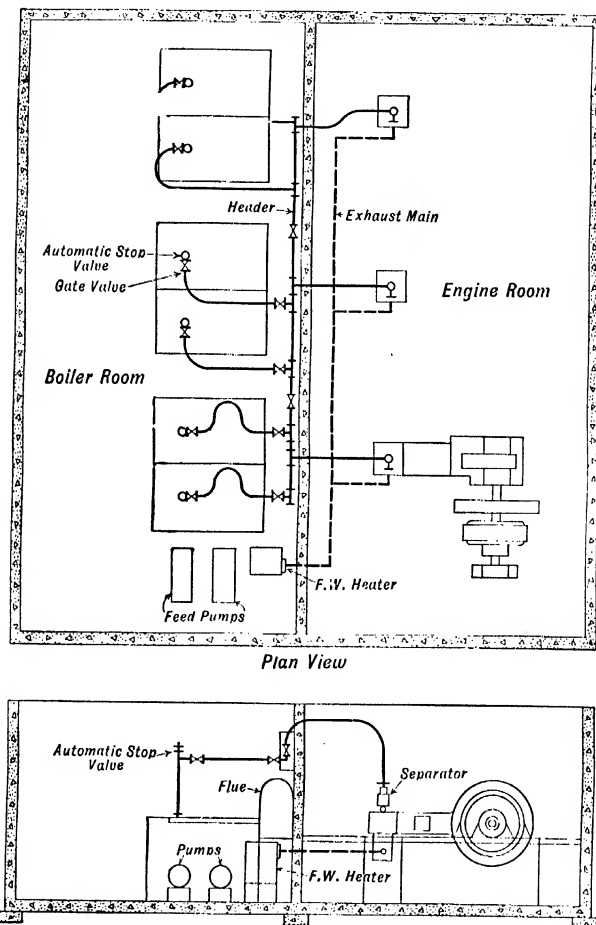 Header
Exhaust Main
Automatic Stop
Valve
Gate Valve
Engine Room
Boiler Room
F.W. Heater
Feed Pumps
Plan View
Automatic Stop
Valve
Separator
Flue
Pumps
F.W. Heater